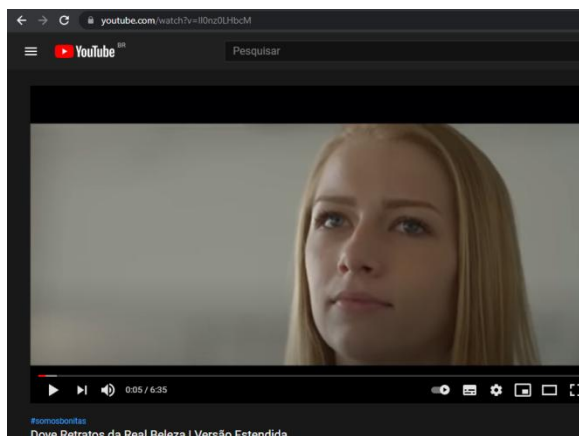 youtube.com/watch?v=Il0nz0LHbcM
YouTube BR
Pesquisar
0:05 / 6:35
#somosbonitas
Dove Retratos da Real Beleza | Versão Estendida